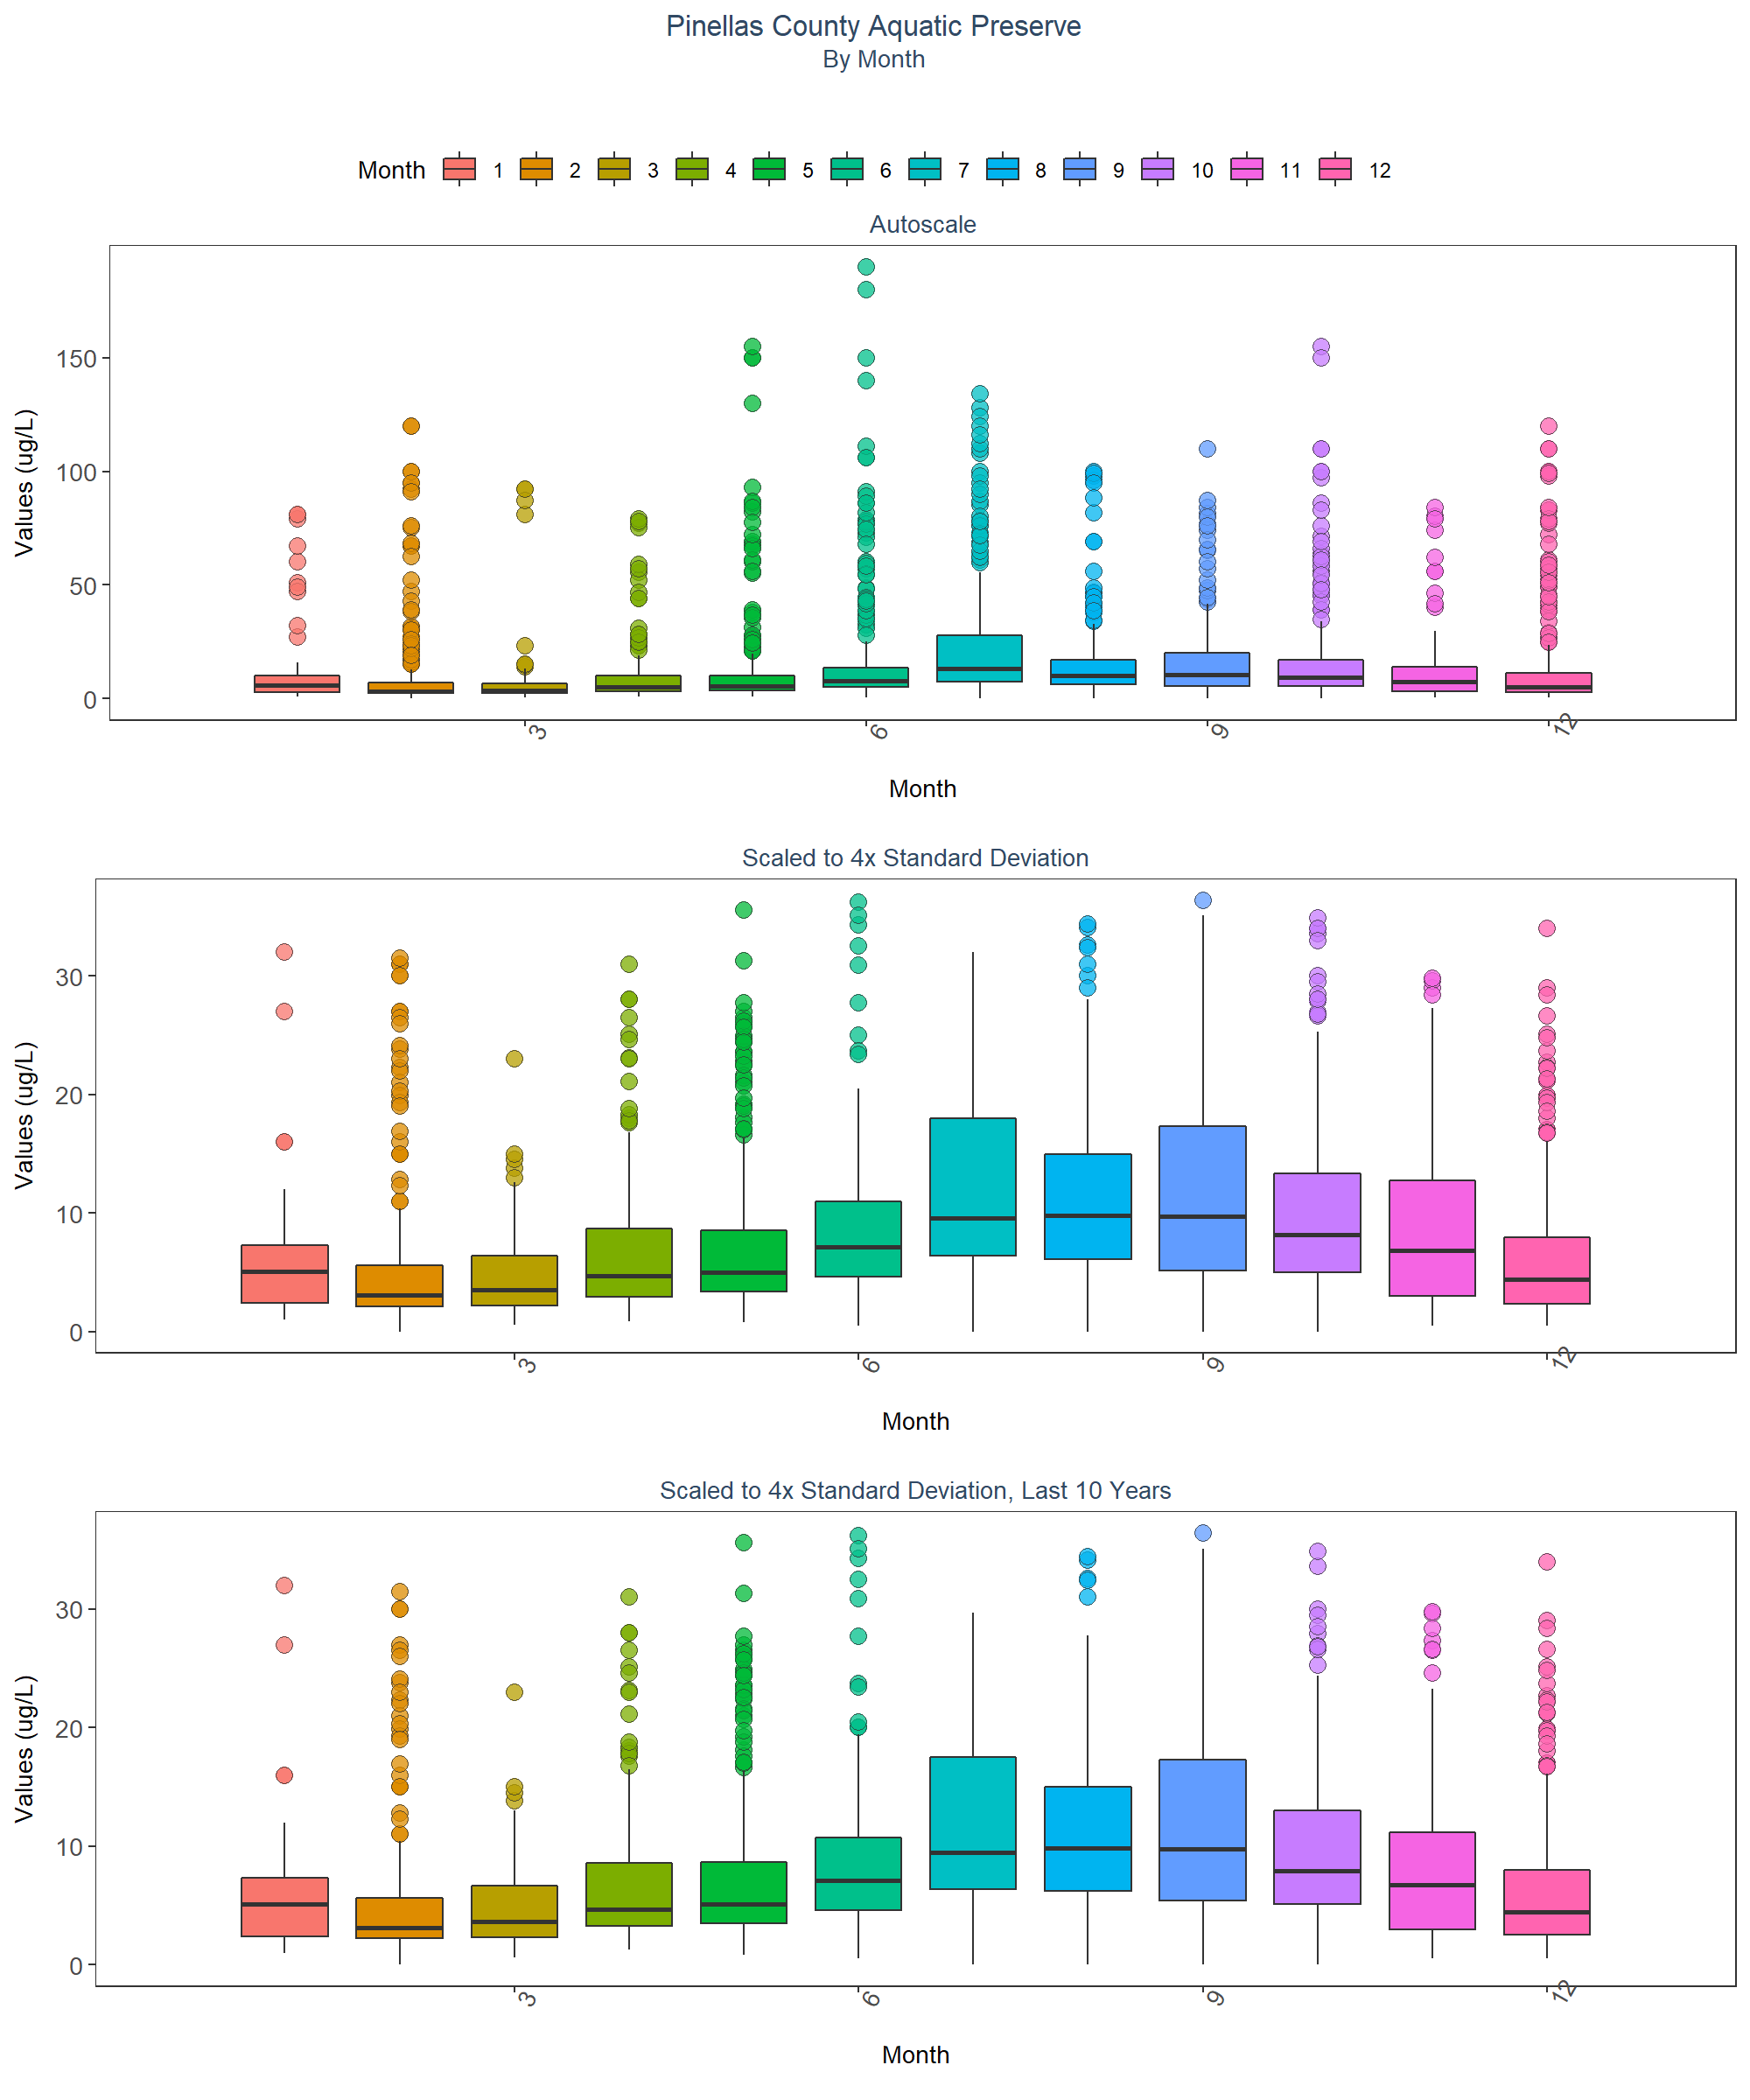 Pinellas County Aquatic Preserve
By Month
Month 1 2 3 4 5 6 7 8 9 10 11 12
Autoscale
Values (ug/L)
150
100
50
0
3 6 9 12
Month
Scaled to 4x Standard Deviation
Values (ug/L)
30
20
10
0
3 6 9 12
Month
Scaled to 4x Standard Deviation, Last 10 Years
Values (ug/L)
30
20
10
0
3 6 9 12
Month